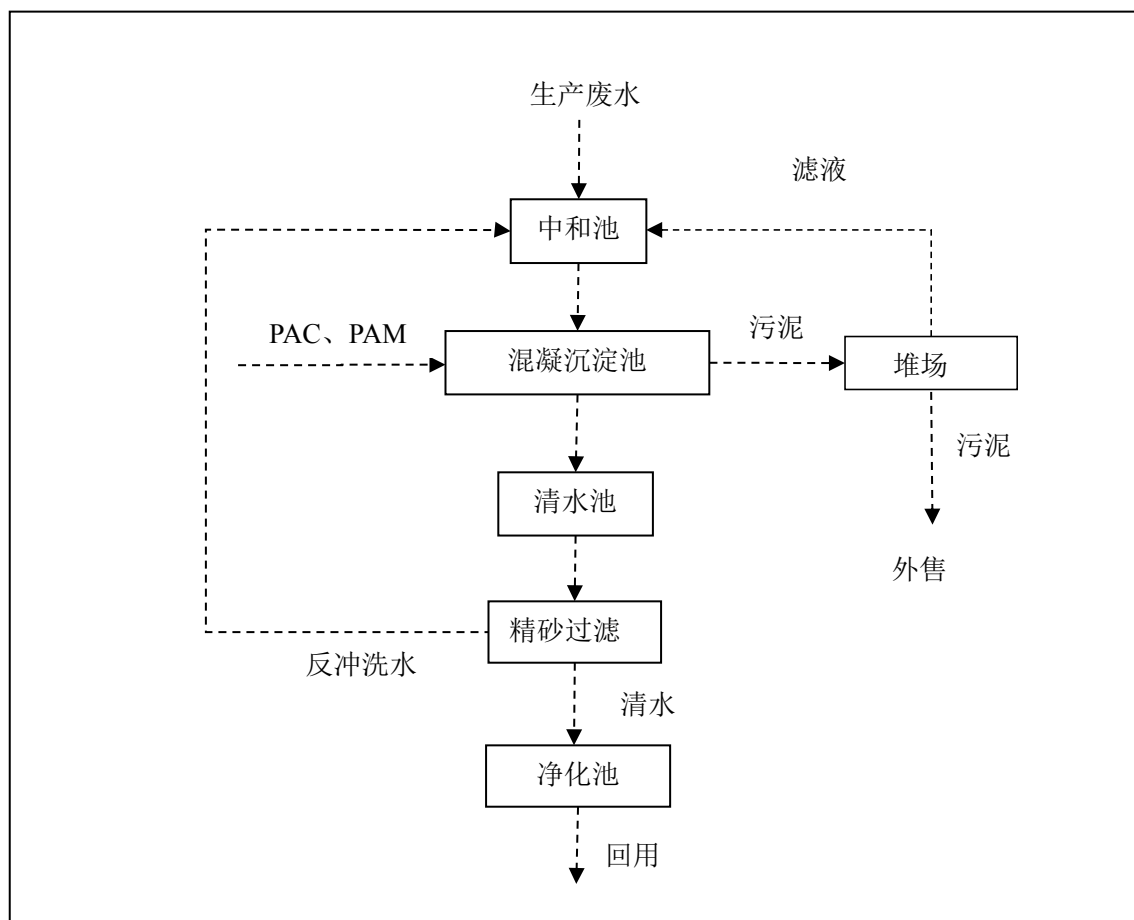 生产废水
滤液
中和池
PAC、PAM
污泥
混凝沉淀池
堆场
污泥
清水池
外售
精砂过滤
反冲洗水
清水
净化池
回用